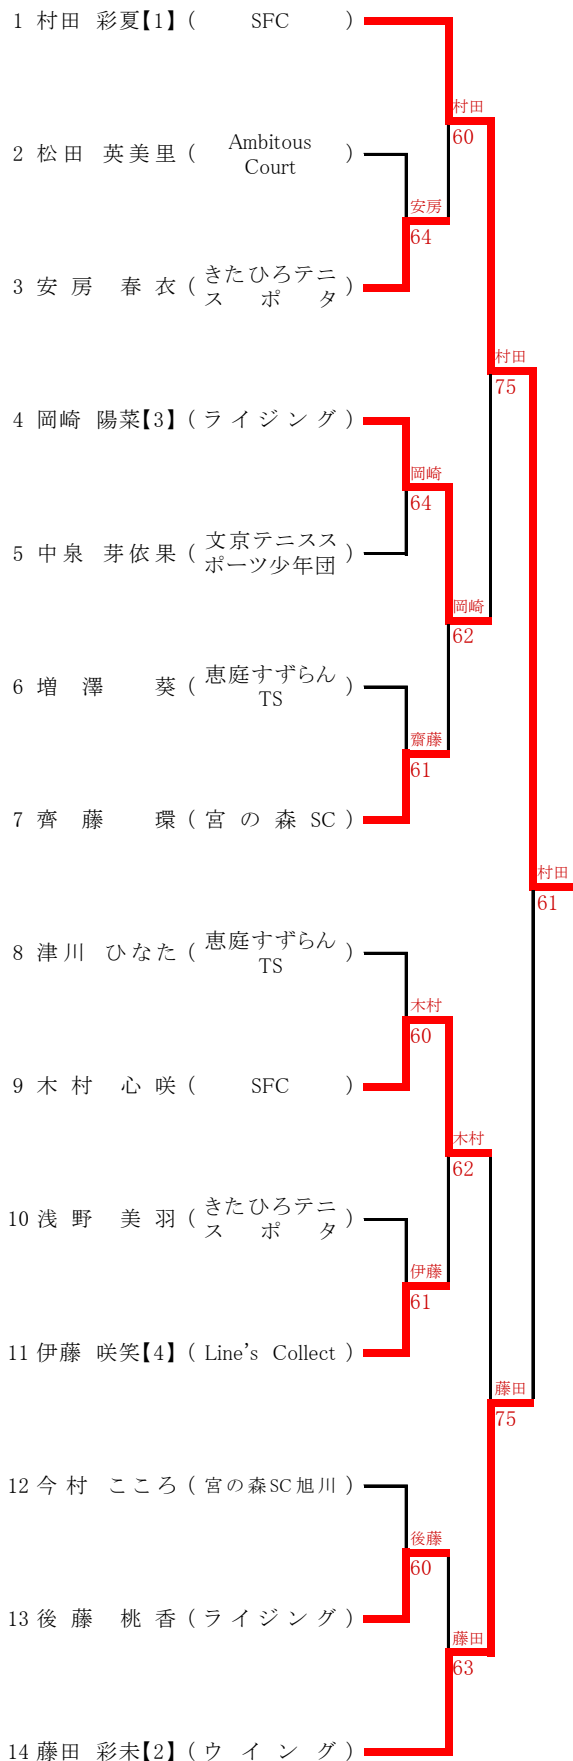 1 村田 彩夏【1】 ( SFC )
村田
60
2 松田 英美里 ( Ambitous
Court )
安房
64
3 安房 春衣 ( きたひろテニ
スポタ )
村田
75
4 岡崎 陽菜【3】 ( ライジング )
岡崎
64
5 中泉 芽依果 ( 文京テニスス
ポーツ少年団 )
岡崎
62
6 増澤 葵 ( 恵庭すずらん
TS )
齋藤
61
7 齊藤 環 ( 宮の森 SC )
村田
61
8 津川 ひなた ( 恵庭すずらん
TS )
木村
60
9 木村 心咲 ( SFC )
木村
62
10 浅野 美羽 ( きたひろテニ
スポタ )
伊藤
61
11 伊藤 咲笑【4】 ( Line's Collect )
藤田
75
12 今村 こころ ( 宮の森SC旭川 )
後藤
60
13 後藤 桃香 ( ライジング )
藤田
63
14 藤田 彩未【2】 ( ウイング )